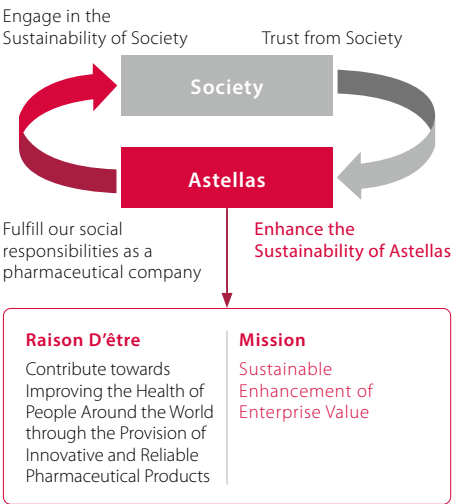 Engage in the
Sustainability of Society
Trust from Society
Society
Astellas
Fulfill our social
responsibilities as a
pharmaceutical company
Enhance the
Sustainability of Astellas
Raison D’être
Contribute towards
Improving the Health of
People Around the World
through the Provision of
Innovative and Reliable
Pharmaceutical Products
Mission
Sustainable
Enhancement of
Enterprise Value